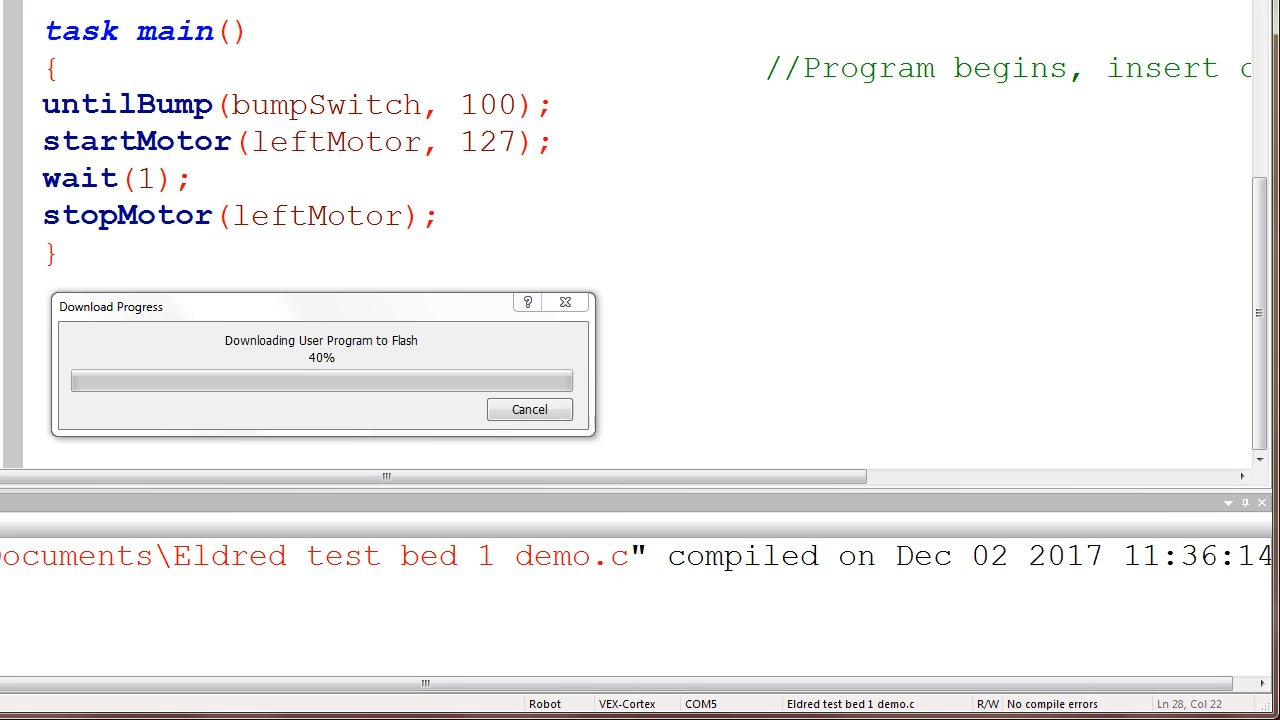 task main()
{ //Program begins, insert c
untilBump(bumpSwitch, 100);
startMotor(leftMotor, 127);
wait(1);
stopMotor(leftMotor);
}
Download Progress
Downloading User Program to Flash
40%
Cancel
ocuments\Eldred test bed 1 demo.c" compiled on Dec 02 2017 11:36:14
Robot VEX-Cortex COM5 Eldred test bed 1 demo.c R/W No compile errors Ln 28, Col 22